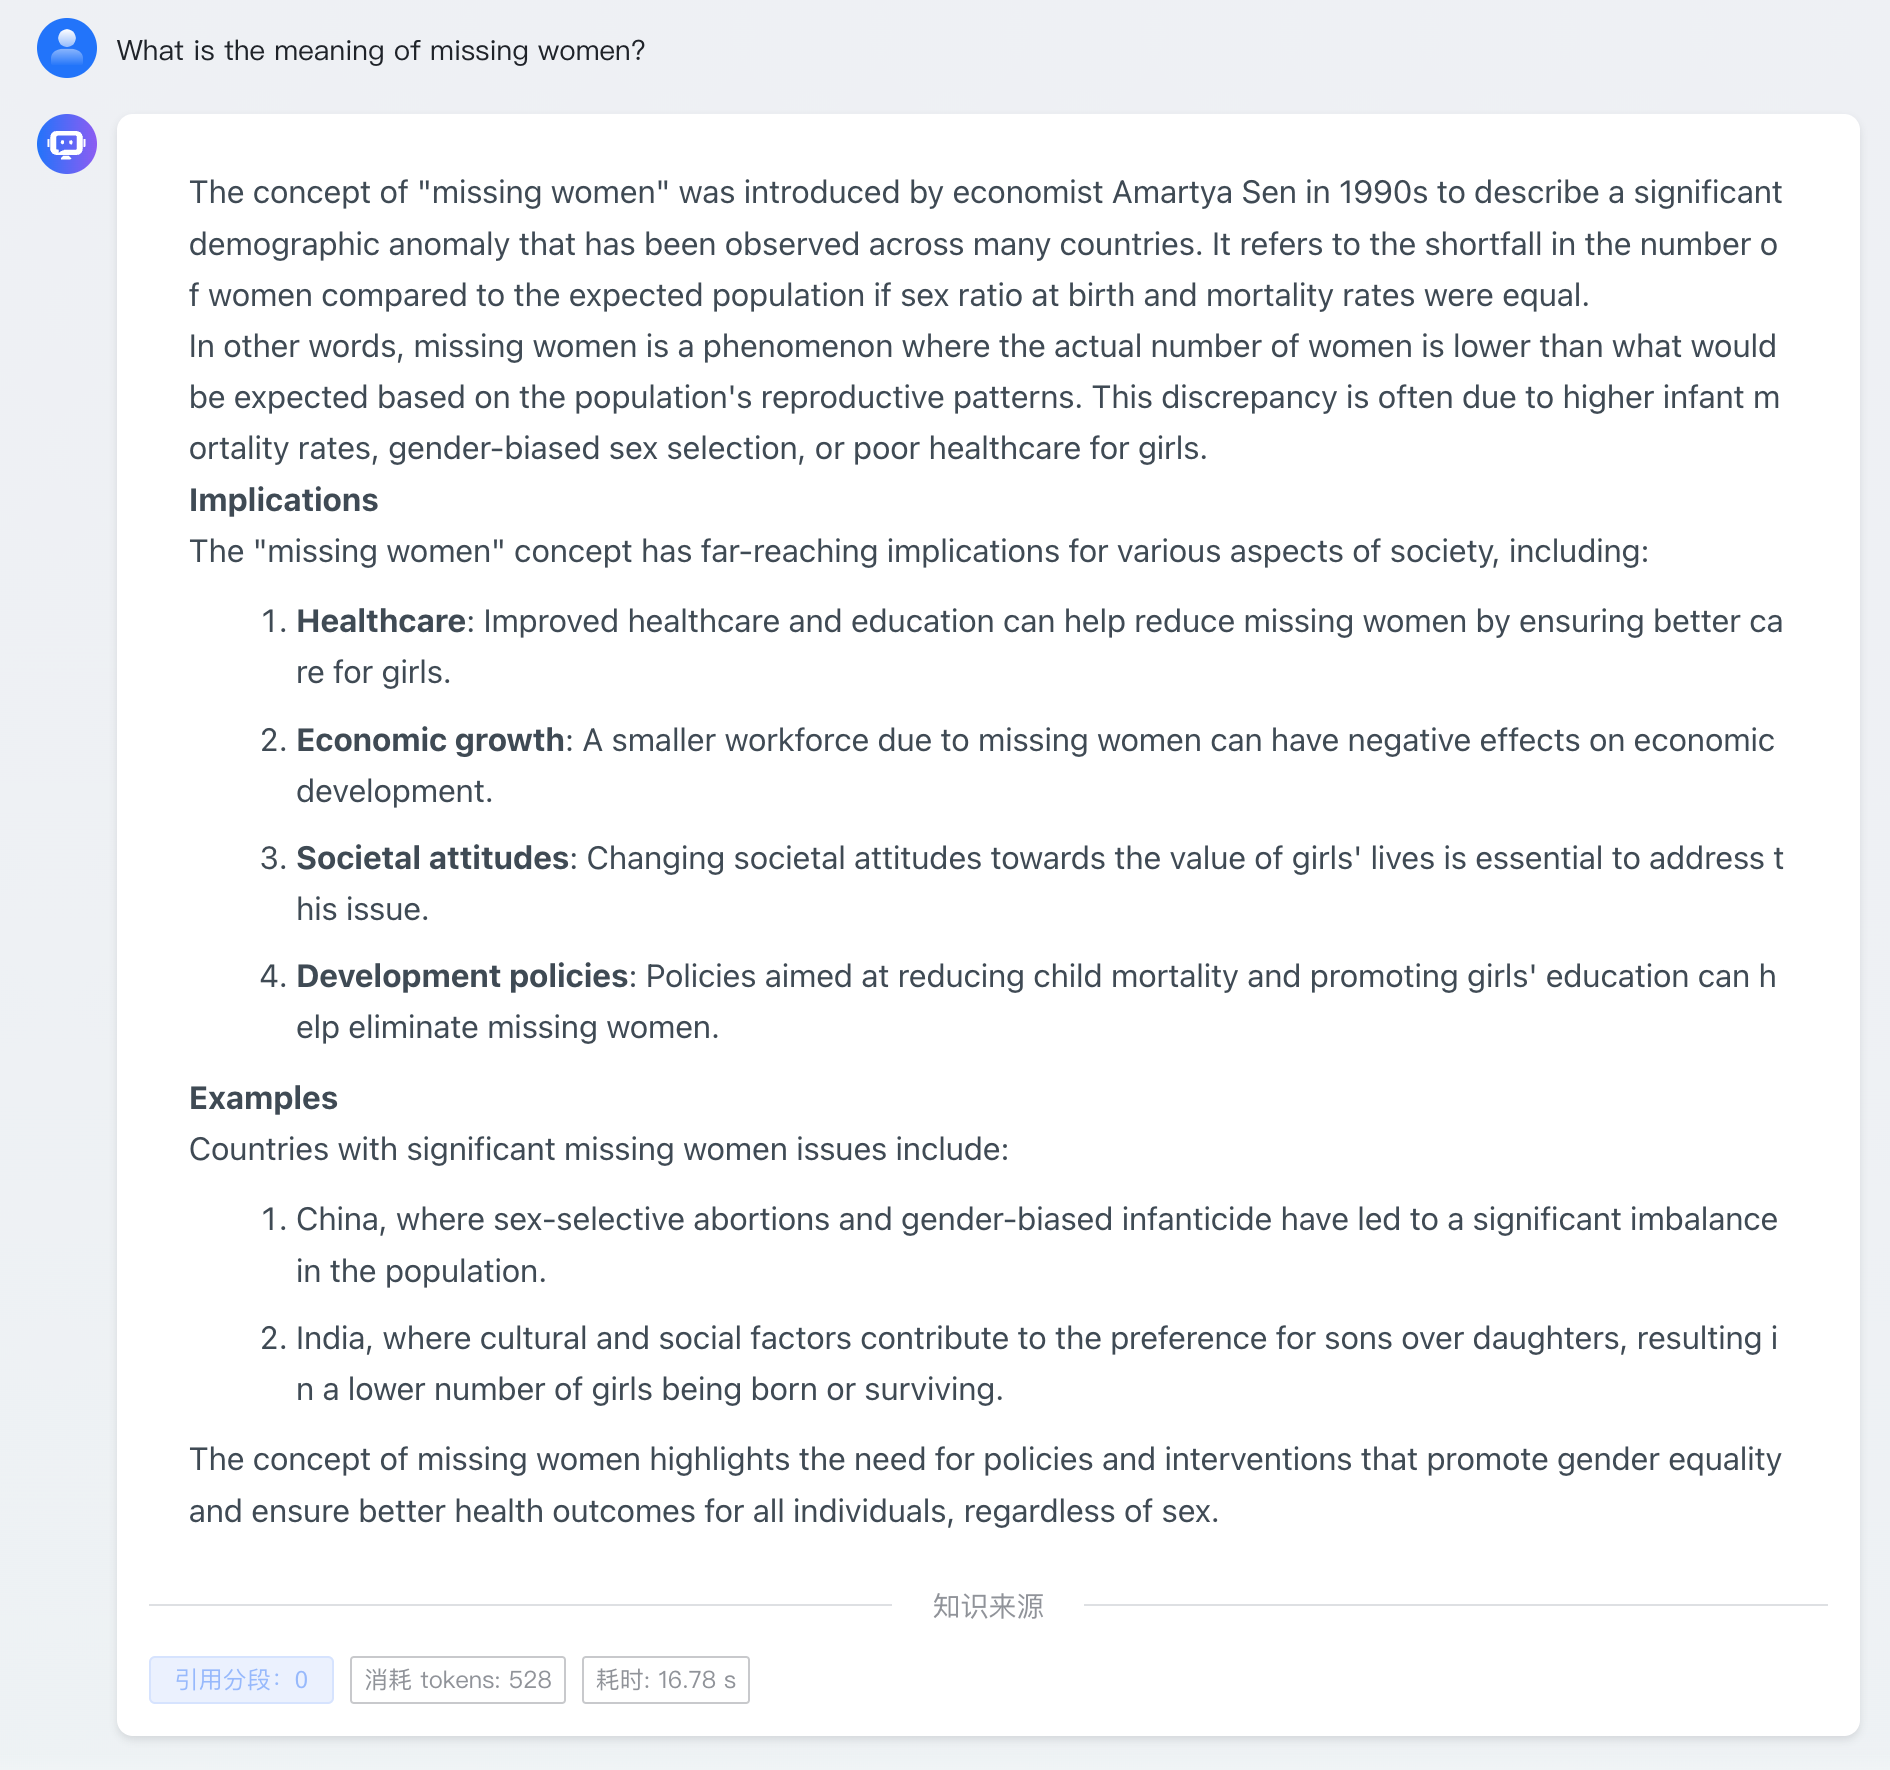 What is the meaning of missing women?
The concept of "missing women" was introduced by economist Amartya Sen in 1990s to describe a significant
demographic anomaly that has been observed across many countries. It refers to the shortfall in the number o
f women compared to the expected population if sex ratio at birth and mortality rates were equal.
In other words, missing women is a phenomenon where the actual number of women is lower than what would
be expected based on the population's reproductive patterns. This discrepancy is often due to higher infant m
ortality rates, gender-biased sex selection, or poor healthcare for girls.
Implications
The "missing women" concept has far-reaching implications for various aspects of society, including:
1. Healthcare: Improved healthcare and education can help reduce missing women by ensuring better ca
re for girls.
2. Economic growth: A smaller workforce due to missing women can have negative effects on economic
development.
3. Societal attitudes: Changing societal attitudes towards the value of girls' lives is essential to address t
his issue.
4. Development policies: Policies aimed at reducing child mortality and promoting girls' education can h
elp eliminate missing women.
Examples
Countries with significant missing women issues include:
1. China, where sex-selective abortions and gender-biased infanticide have led to a significant imbalance
in the population.
2. India, where cultural and social factors contribute to the preference for sons over daughters, resulting i
n a lower number of girls being born or surviving.
The concept of missing women highlights the need for policies and interventions that promote gender equality
and ensure better health outcomes for all individuals, regardless of sex.
知识来源
引用分段：0
消耗 tokens: 528
耗时: 16.78 s